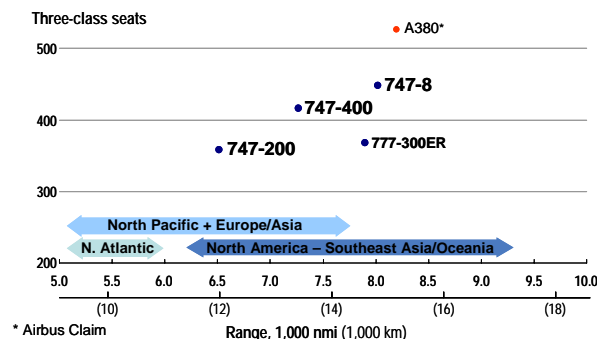 Three-class seats
A380*
500
747-8
747-400
400
777-300ER
747-200
300
North Pacific + Europe/Asia
N. Atlantic
North America – Southeast Asia/Oceania
200
5.0 5.5 6.0 6.5 7.0 7.5 8.0 8.5 9.0 9.5 10.0
(10) (12) (14) (16) (18)
* Airbus Claim
Range, 1,000 nmi (1,000 km)